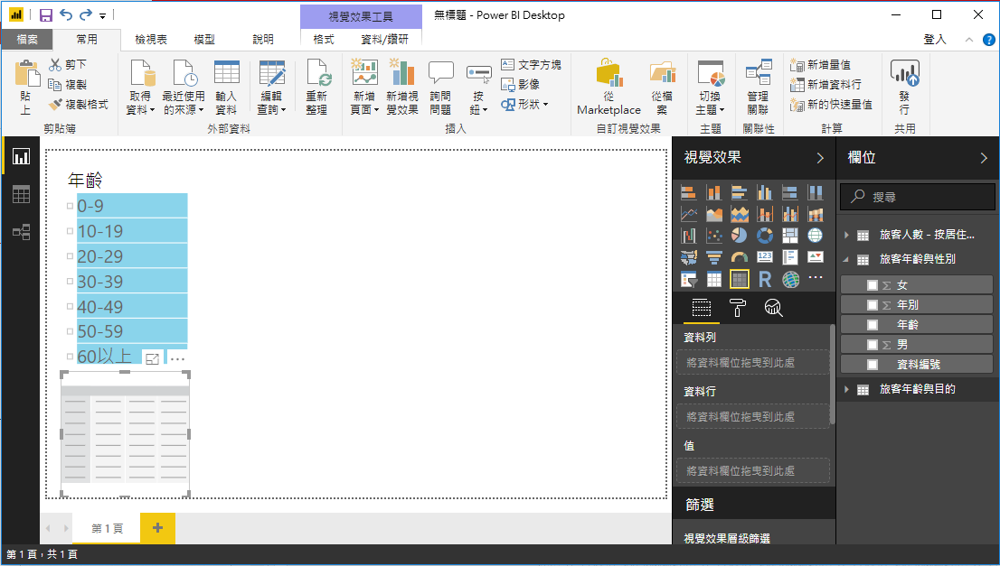 視覺效果工具
無標題 - Power BI Desktop
檔案 常用 檢視表 模型 說明 格式 資料/鑽研 登入
貼上
剪下
複製
複製格式
剪貼簿
取得資料
最近使用的來源
輸入資料
編輯查詢
重新整理
外部資料
新增頁面
新增視覺效果
詢問問題
按鈕
文字方塊
影像
形狀
插入
從 Marketplace
從檔案
自訂視覺效果
切換主題
主題
管理關聯
關聯性
新增量值
新增資料行
新的快速量值
計算
發行
共用
年齡
0-9
10-19
20-29
30-39
40-49
50-59
60以上
視覺效果
123
R
資料列
將資料欄位拖曳到此處
資料行
將資料欄位拖曳到此處
值
將資料欄位拖曳到此處
篩選
視覺效果層級篩選
欄位
搜尋
旅客人數 - 按居住...
旅客年齡與性別
Σ 女
Σ 年別
年齡
Σ 男
資料編號
旅客年齡與目的
第 1 頁
+
第 1 頁，共 1 頁